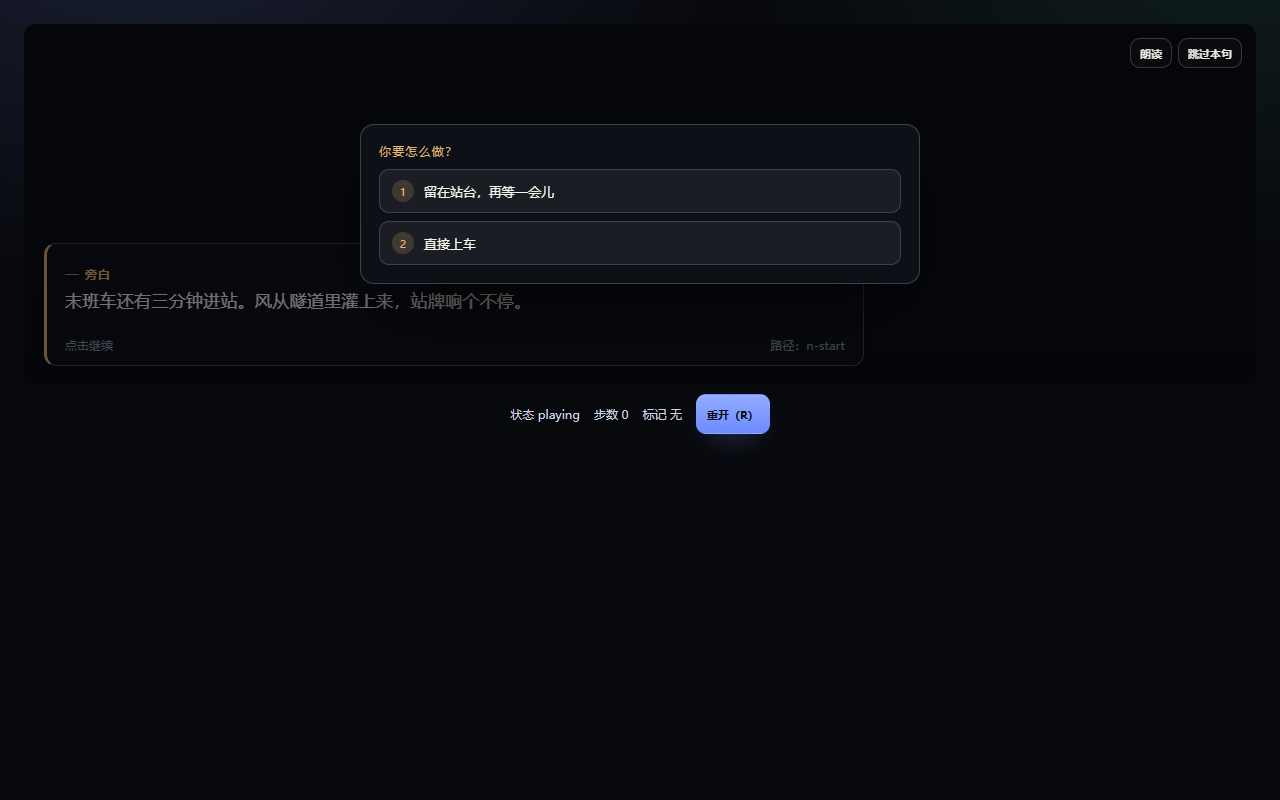 朗读
跳过本句
你要怎么做？
1 留在站台，再等一会儿
2 直接上车
— 旁白
末班车还有三分钟进站。风从隧道里灌上来，站牌响个不停。
点击继续
路径：n-start
状态 playing 步数 0 标记 无 重开（R）